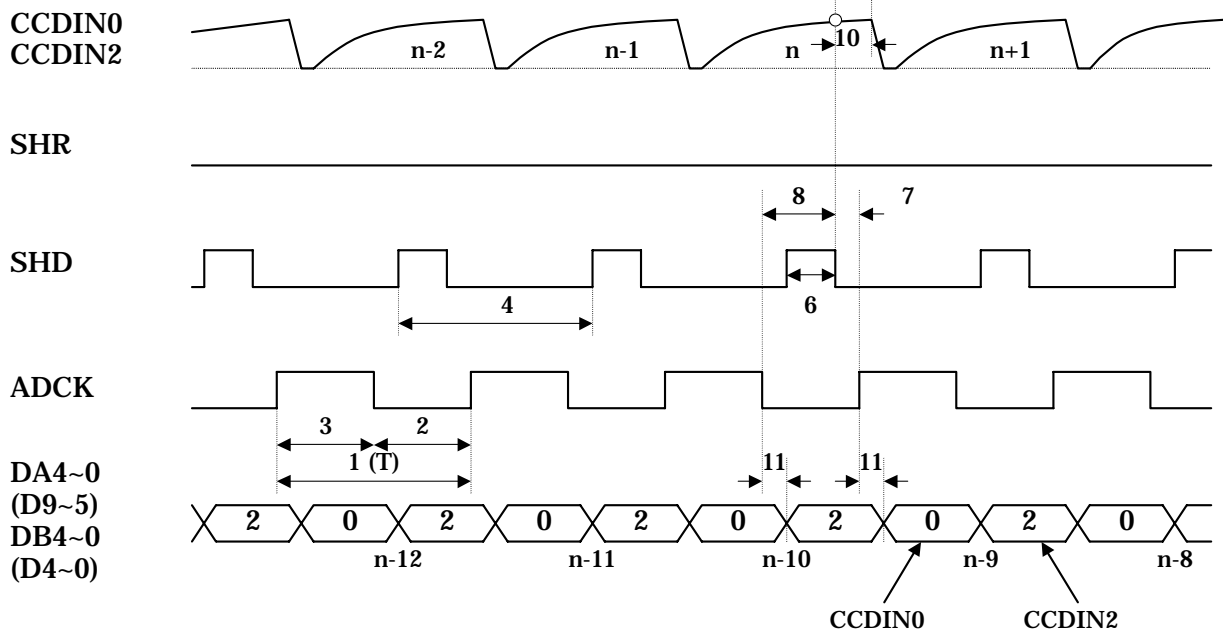 CCDIN0
CCDIN2
n-2
n-1
n
10
n+1
SHR
8
7
SHD
6
4
ADCK
3
2
1 (T)
11
11
DA4~0
(D9~5)
DB4~0
(D4~0)
2
0
2
0
2
0
2
0
2
0
n-12
n-11
n-10
n-9
n-8
CCDIN0
CCDIN2